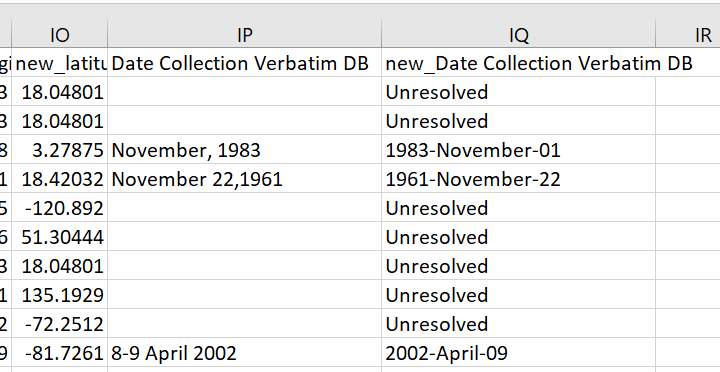 IO IP IQ IR
gi new_latitu Date Collection Verbatim DB new_Date Collection Verbatim DB
3 18.04801 Unresolved
3 18.04801 Unresolved
8 3.27875 November, 1983 1983-November-01
1 18.42032 November 22,1961 1961-November-22
5 -120.892 Unresolved
6 51.30444 Unresolved
3 18.04801 Unresolved
1 135.1929 Unresolved
2 -72.2512 Unresolved
9 -81.7261 8-9 April 2002 2002-April-09